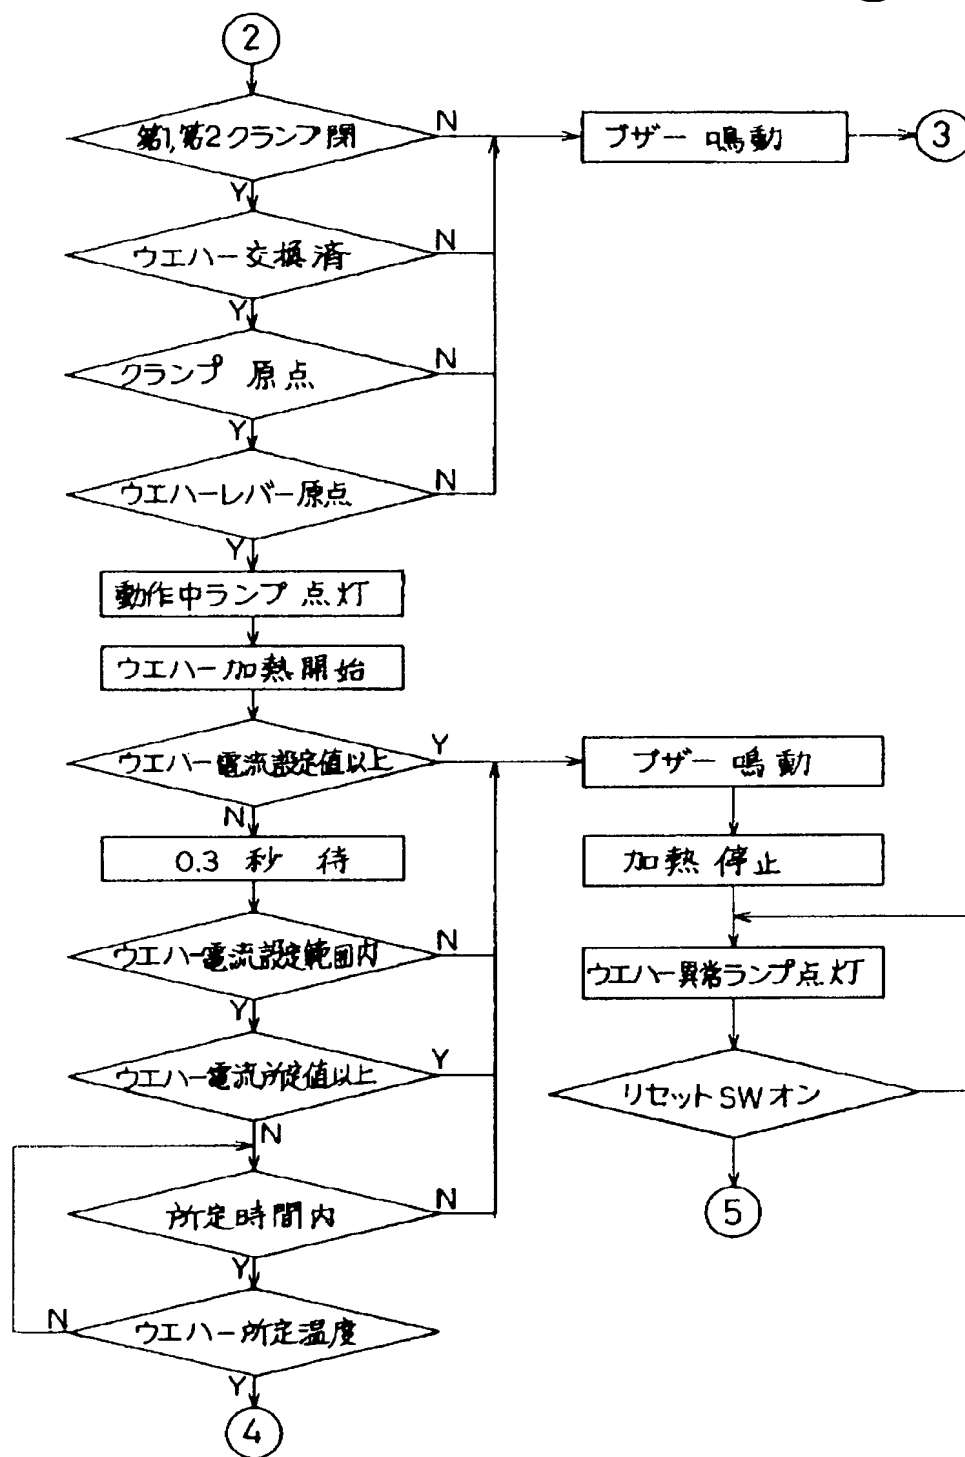 2
第1,第2クランプ閉
N
ブザー 鳴動
3
Y
ウエハー交換済
N
Y
クランプ 原点
N
Y
ウエハーレバー原点
N
Y
動作中ランプ 点灯
ウエハー加熱開始
ウエハー電流設定値以上
Y
ブザー 鳴動
N
0.3 秒 待
加熱停止
ウエハー電流設定範囲内
N
ウエハー異常ランプ点灯
Y
ウエハー電流所定値以上
Y
リセットSWオン
N
所定時間内
N
5
Y
ウエハー所定温度
N
Y
4